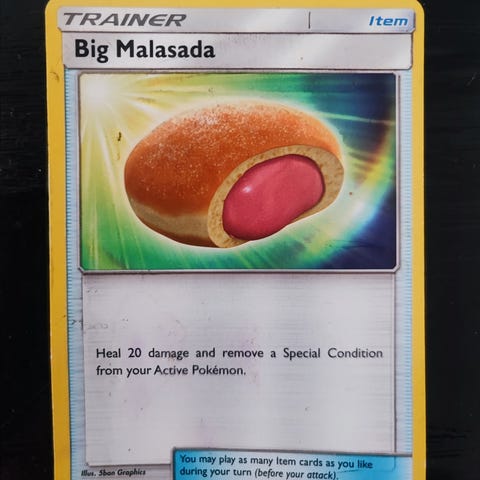 TRAINER Item
Big Malasada
Heal 20 damage and remove a Special Condition
from your Active Pokémon.
Illus. 5ban Graphics
You may play as many Item cards as you like
during your turn (before your attack).